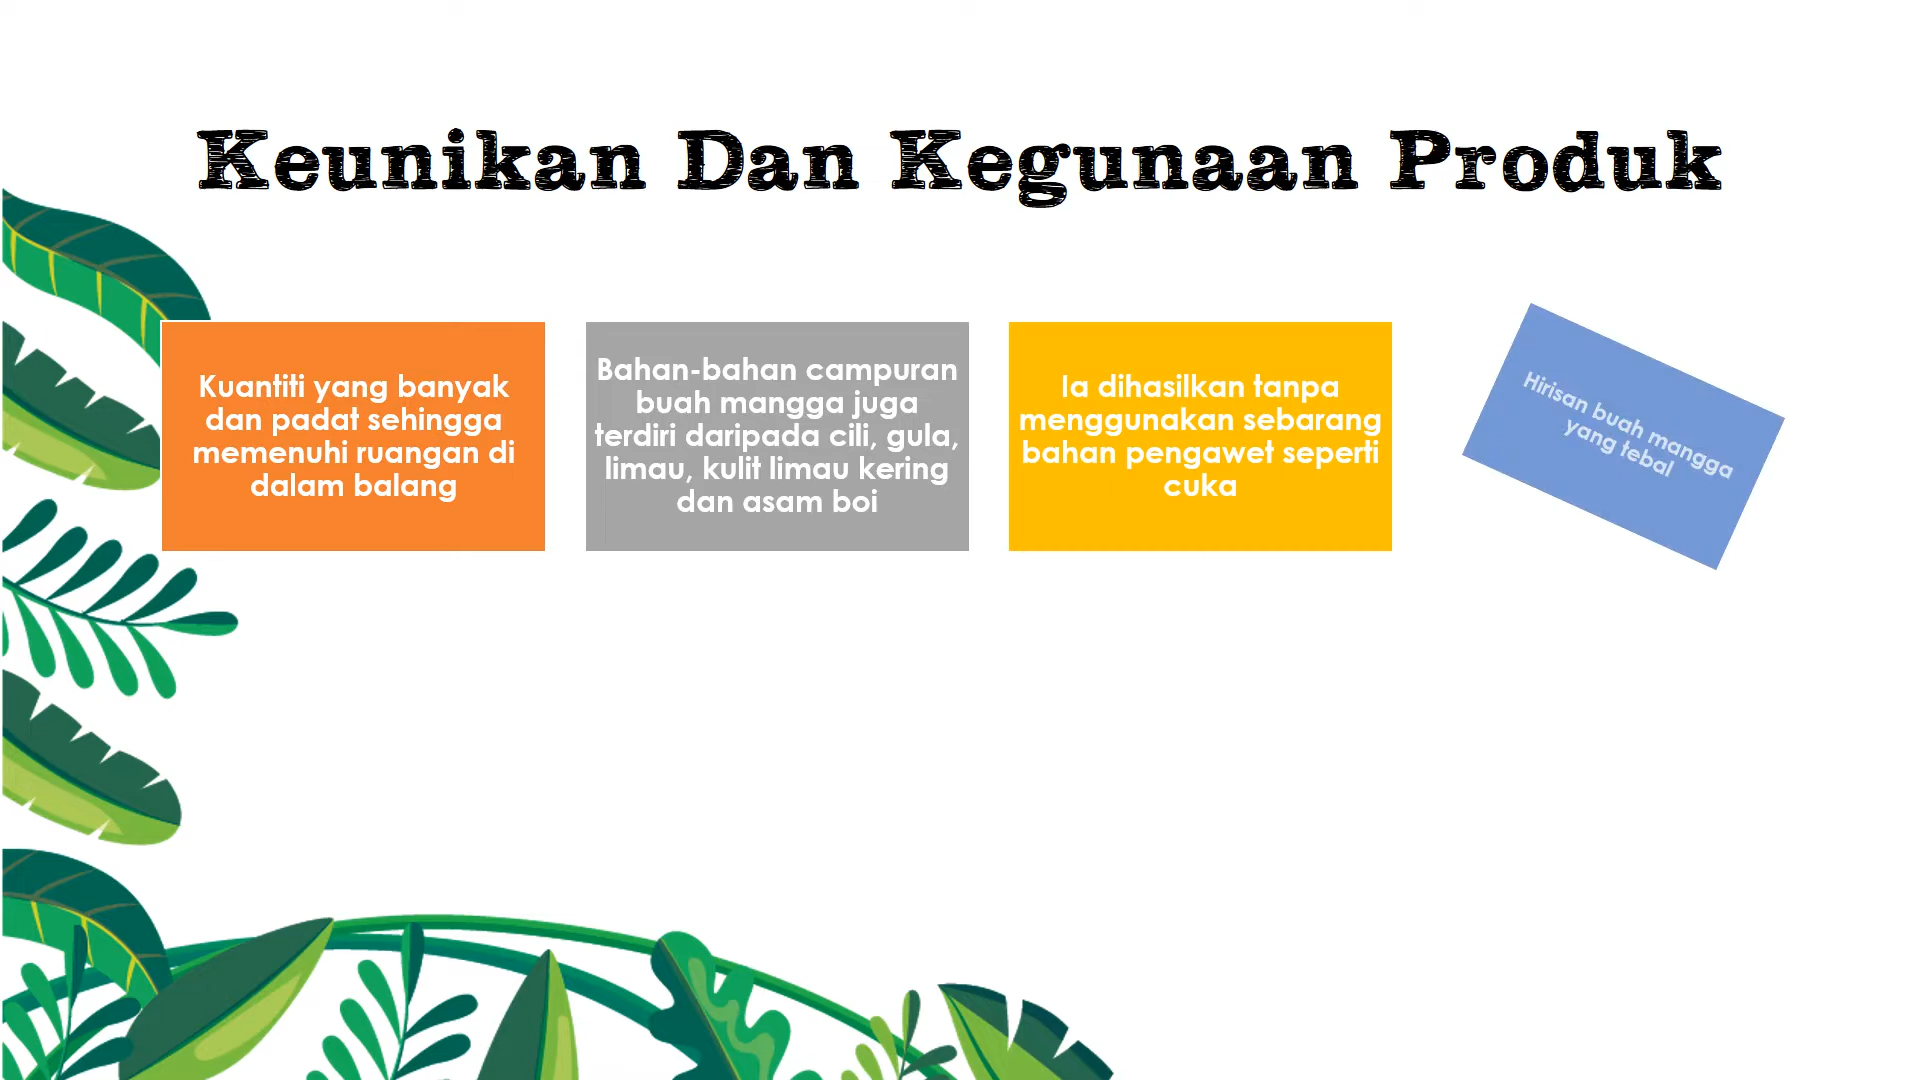 Keunikan Dan Kegunaan Produk
Kuantiti yang banyak
dan padat sehingga
memenuhi ruangan di
dalam balang
Bahan-bahan campuran
buah mangga juga
terdiri daripada cili, gula,
limau, kulit limau kering
dan asam boi
Ia dihasilkan tanpa
menggunakan sebarang
bahan pengawet seperti
cuka
Hirisan buah mangga
yang tebal